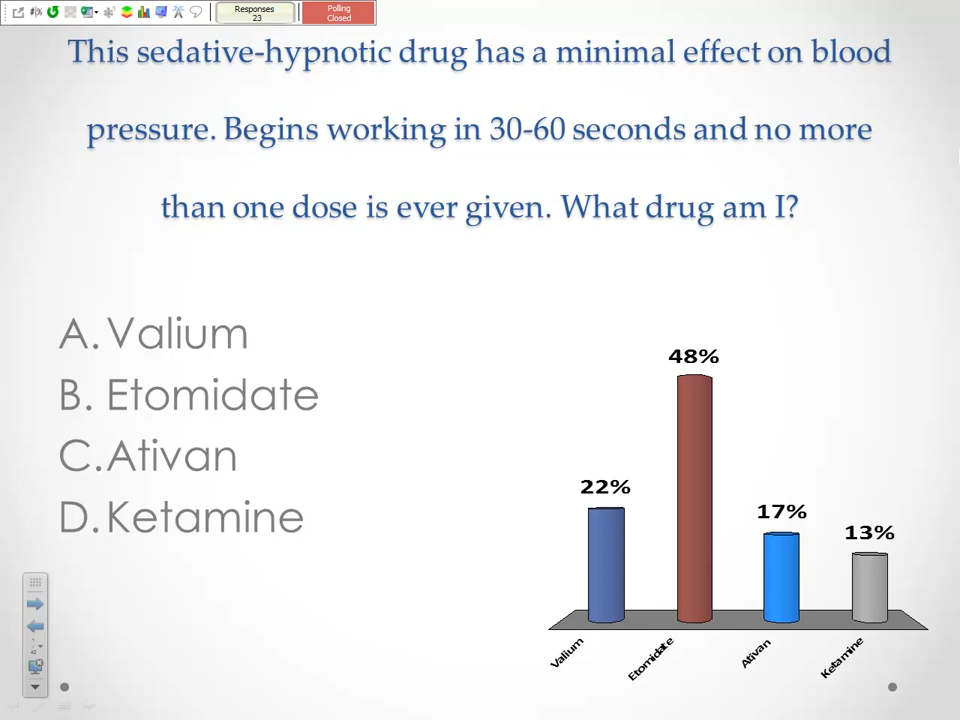 Responses
23
Polling
Closed
This sedative-hypnotic drug has a minimal effect on blood
pressure. Begins working in 30-60 seconds and no more
than one dose is ever given. What drug am I?
A. Valium
B. Etomidate
C. Ativan
D. Ketamine
48%
22%
17%
13%
Valium
Etomidate
Ativan
Ketamine